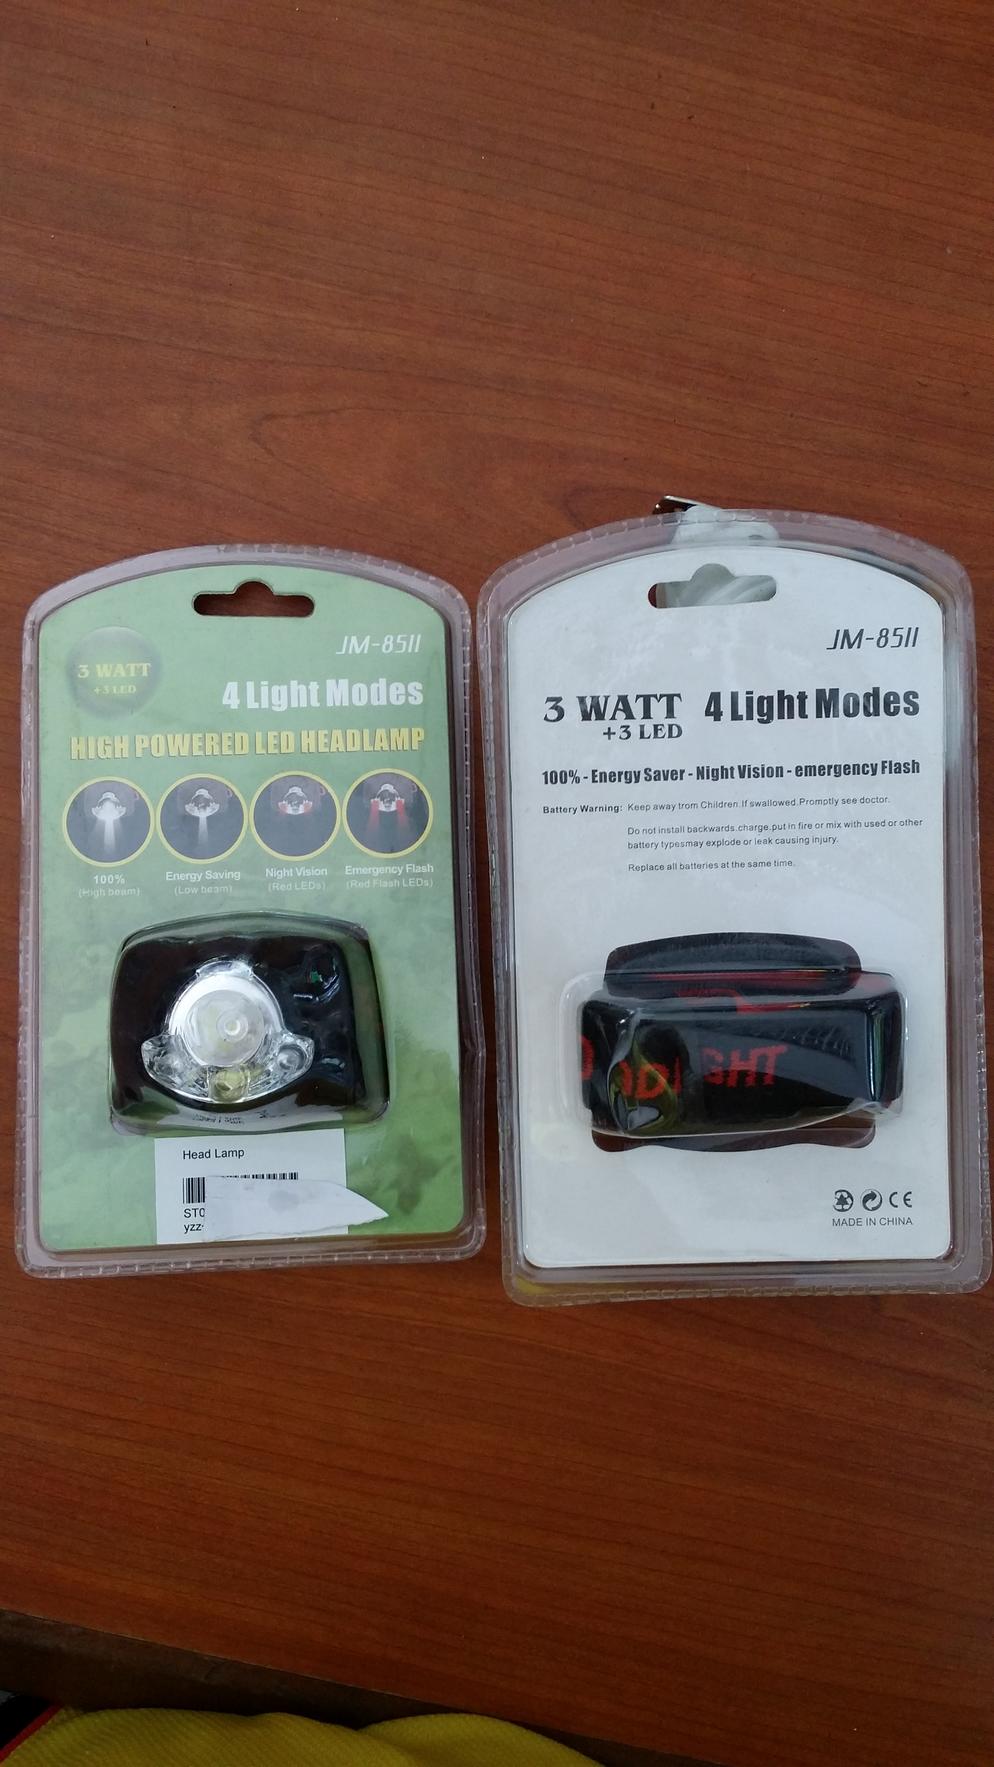 JM-8511
3 WATT
+3 LED
4 Light Modes
HIGH POWERED LED HEADLAMP
100%
(High beam)
Energy Saving
(Low beam)
Night Vision
(Red LEDs)
Emergency Flash
(Red Flash LEDs)
Head Lamp
ST0
JM-8511
3 WATT
+3 LED
4 Light Modes
100% - Energy Saver - Night Vision - emergency Flash
Battery Warning: Keep away trom Children.If swallowed.Promptly see doctor.
Do not install backwards.charge.put in fire or mix with used or other
battery typesmay explode or leak causing injury.
Replace all batteries at the same time.
CE
MADE IN CHINA